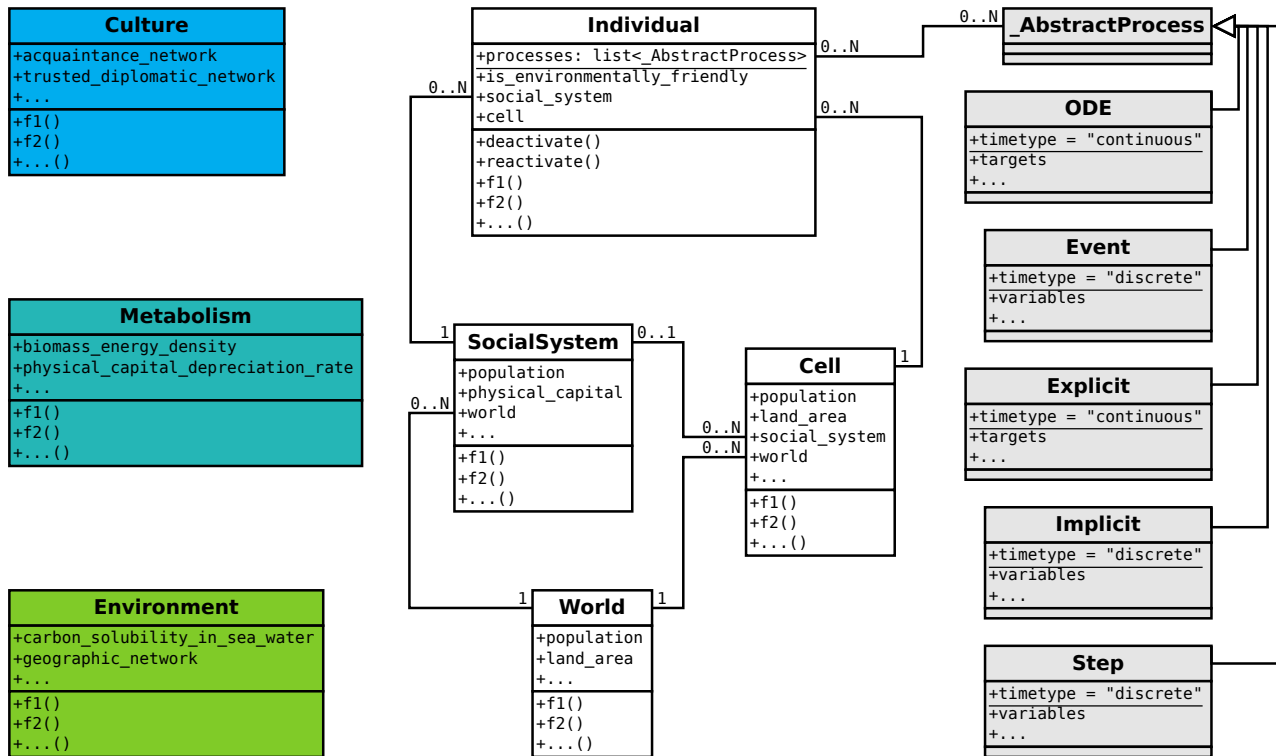 Culture
+acquaintance_network
+trusted_diplomatic_network
+...
+f1()
+f2()
+...()
Individual
+processes: list<_AbstractProcess>
+is_environmentally_friendly
+social_system
+cell
+deactivate()
+reactivate()
+f1()
+f2()
+...()
0..N
0..N
0..N
0..N
_AbstractProcess
ODE
+timetype = "continuous"
+targets
+...
Event
+timetype = "discrete"
+variables
+...
Metabolism
+biomass_energy_density
+physical_capital_depreciation_rate
+...
+f1()
+f2()
+...()
1
SocialSystem
0..1
+population
+physical_capital
+world
+...
+f1()
+f2()
+...()
0..N
1
Cell
+population
+land_area
+social_system
+world
+...
+f1()
+f2()
+...()
0..N
0..N
Explicit
+timetype = "continuous"
+targets
+...
Implicit
+timetype = "discrete"
+variables
+...
Environment
+carbon_solubility_in_sea_water
+geographic_network
+...
+f1()
+f2()
+...()
1
World
1
+population
+land_area
+...
+f1()
+f2()
+...()
Step
+timetype = "discrete"
+variables
+...